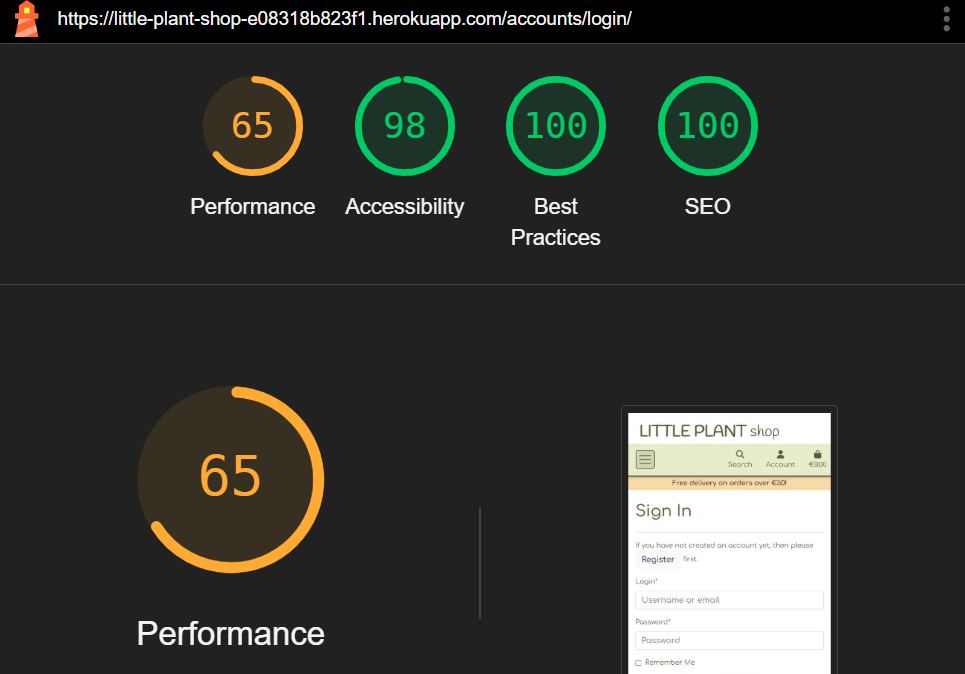 https://little-plant-shop-e08318b823f1.herokuapp.com/accounts/login/
65
98
100
100
Performance
Accessibility
Best
Practices
SEO
65
Performance
LITTLE PLANT shop
Search
Account
€0.00
Free delivery on orders over €50!
Sign In
If you have not created an account yet, then please
Register first.
Login*
Username or email
Password*
Password
Remember Me